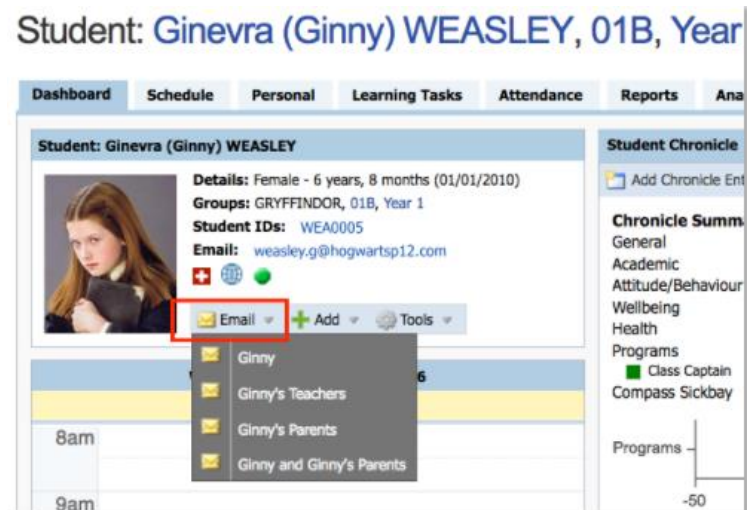 Student: Ginevra (Ginny) WEASLEY, 01B, Year
Dashboard Schedule Personal Learning Tasks Attendance Reports Ana
Student: Ginevra (Ginny) WEASLEY
Details: Female - 6 years, 8 months (01/01/2010)
Groups: GRYFFINDOR, 01B, Year 1
Student IDs: WEA0005
Email: weasley.g@hogwartsp12.com
Email Add Tools
Ginny
Ginny's Teachers
Ginny's Parents
Ginny and Ginny's Parents
6
8am
9am
Student Chronicle
Add Chronicle Ent
Chronicle Summ
General
Academic
Attitude/Behaviour
Wellbeing
Health
Programs
Class Captain
Compass Sickbay
Programs
-50